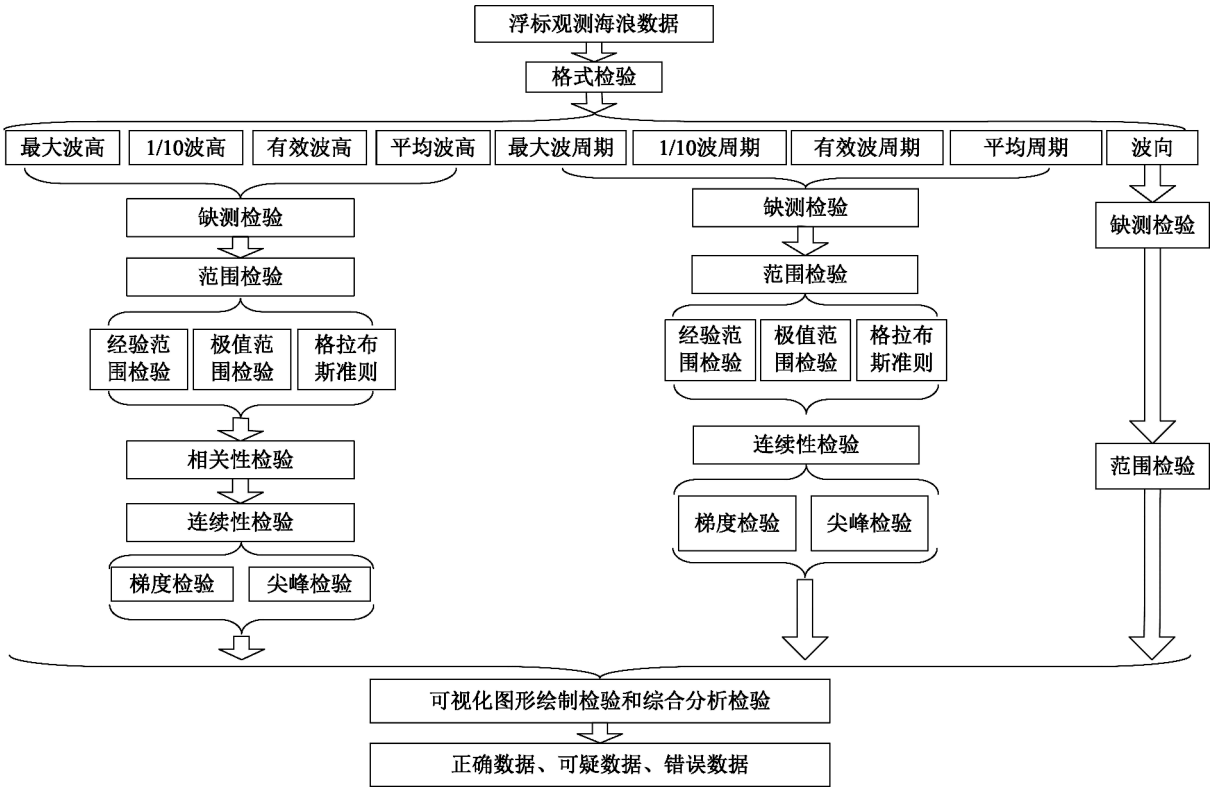 浮标观测海浪数据
格式检验
最大波高
1/10波高
有效波高
平均波高
最大波周期
1/10波周期
有效波周期
平均周期
波向
缺测检验
范围检验
经验范
围检验
极值范
围检验
格拉布
斯准则
相关性检验
连续性检验
梯度检验
尖峰检验
缺测检验
范围检验
经验范
围检验
极值范
围检验
格拉布
斯准则
连续性检验
梯度检验
尖峰检验
缺测检验
范围检验
可视化图形绘制检验和综合分析检验
正确数据、可疑数据、错误数据